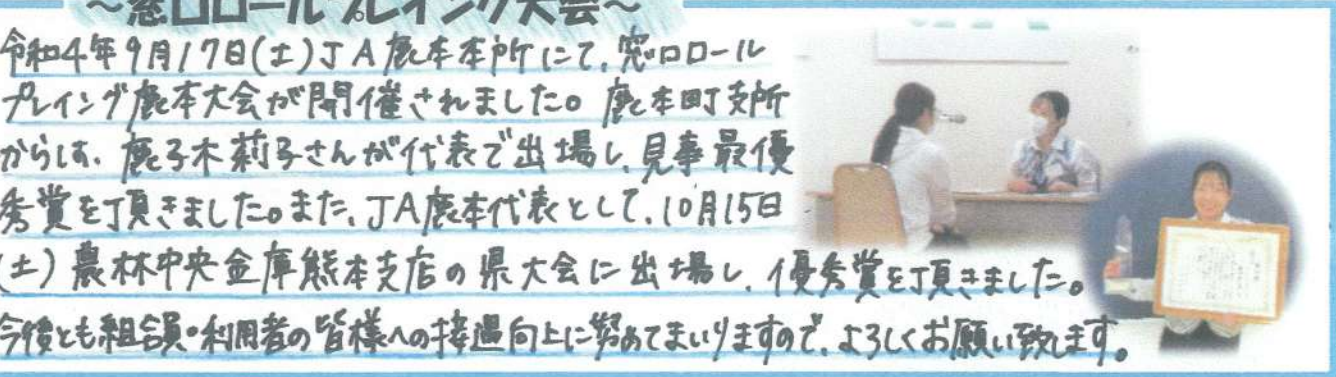 ～窓口ロールプレイング大会～
令和4年9月17日(土)JA鹿本本所にて、窓口ロール
プレイング鹿本大会が開催されました。鹿本町支所
からは、鹿子木莉子さんが代表で出場し、見事最優
秀賞を頂きました。また、JA鹿本代表として、10月15日
(土)農林中央金庫熊本支店の県大会に出場し、優秀賞を頂きました。
今後とも組合員・利用者の皆様への接遇向上に努めてまいりますので、よろしくお願い致します。